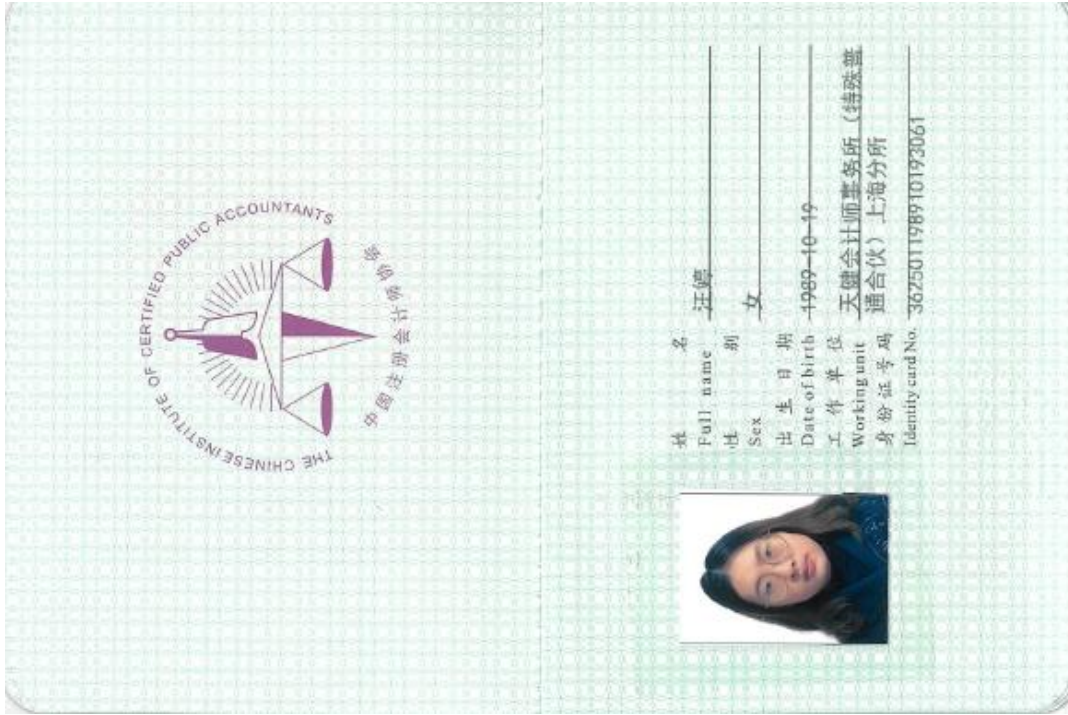 THE CHINESE INSTITUTE OF CERTIFIED PUBLIC ACCOUNTANTS
中国注册会计师协会
姓 名 汪婷
Full name
性 别 女
Sex
出 生 日 期 1989-10-19
Date of birth
工 作 单 位 天健会计师事务所（特殊普
Working unit 通合伙）上海分所
身 份 证 号 码 362501198910193061
Identity card No.